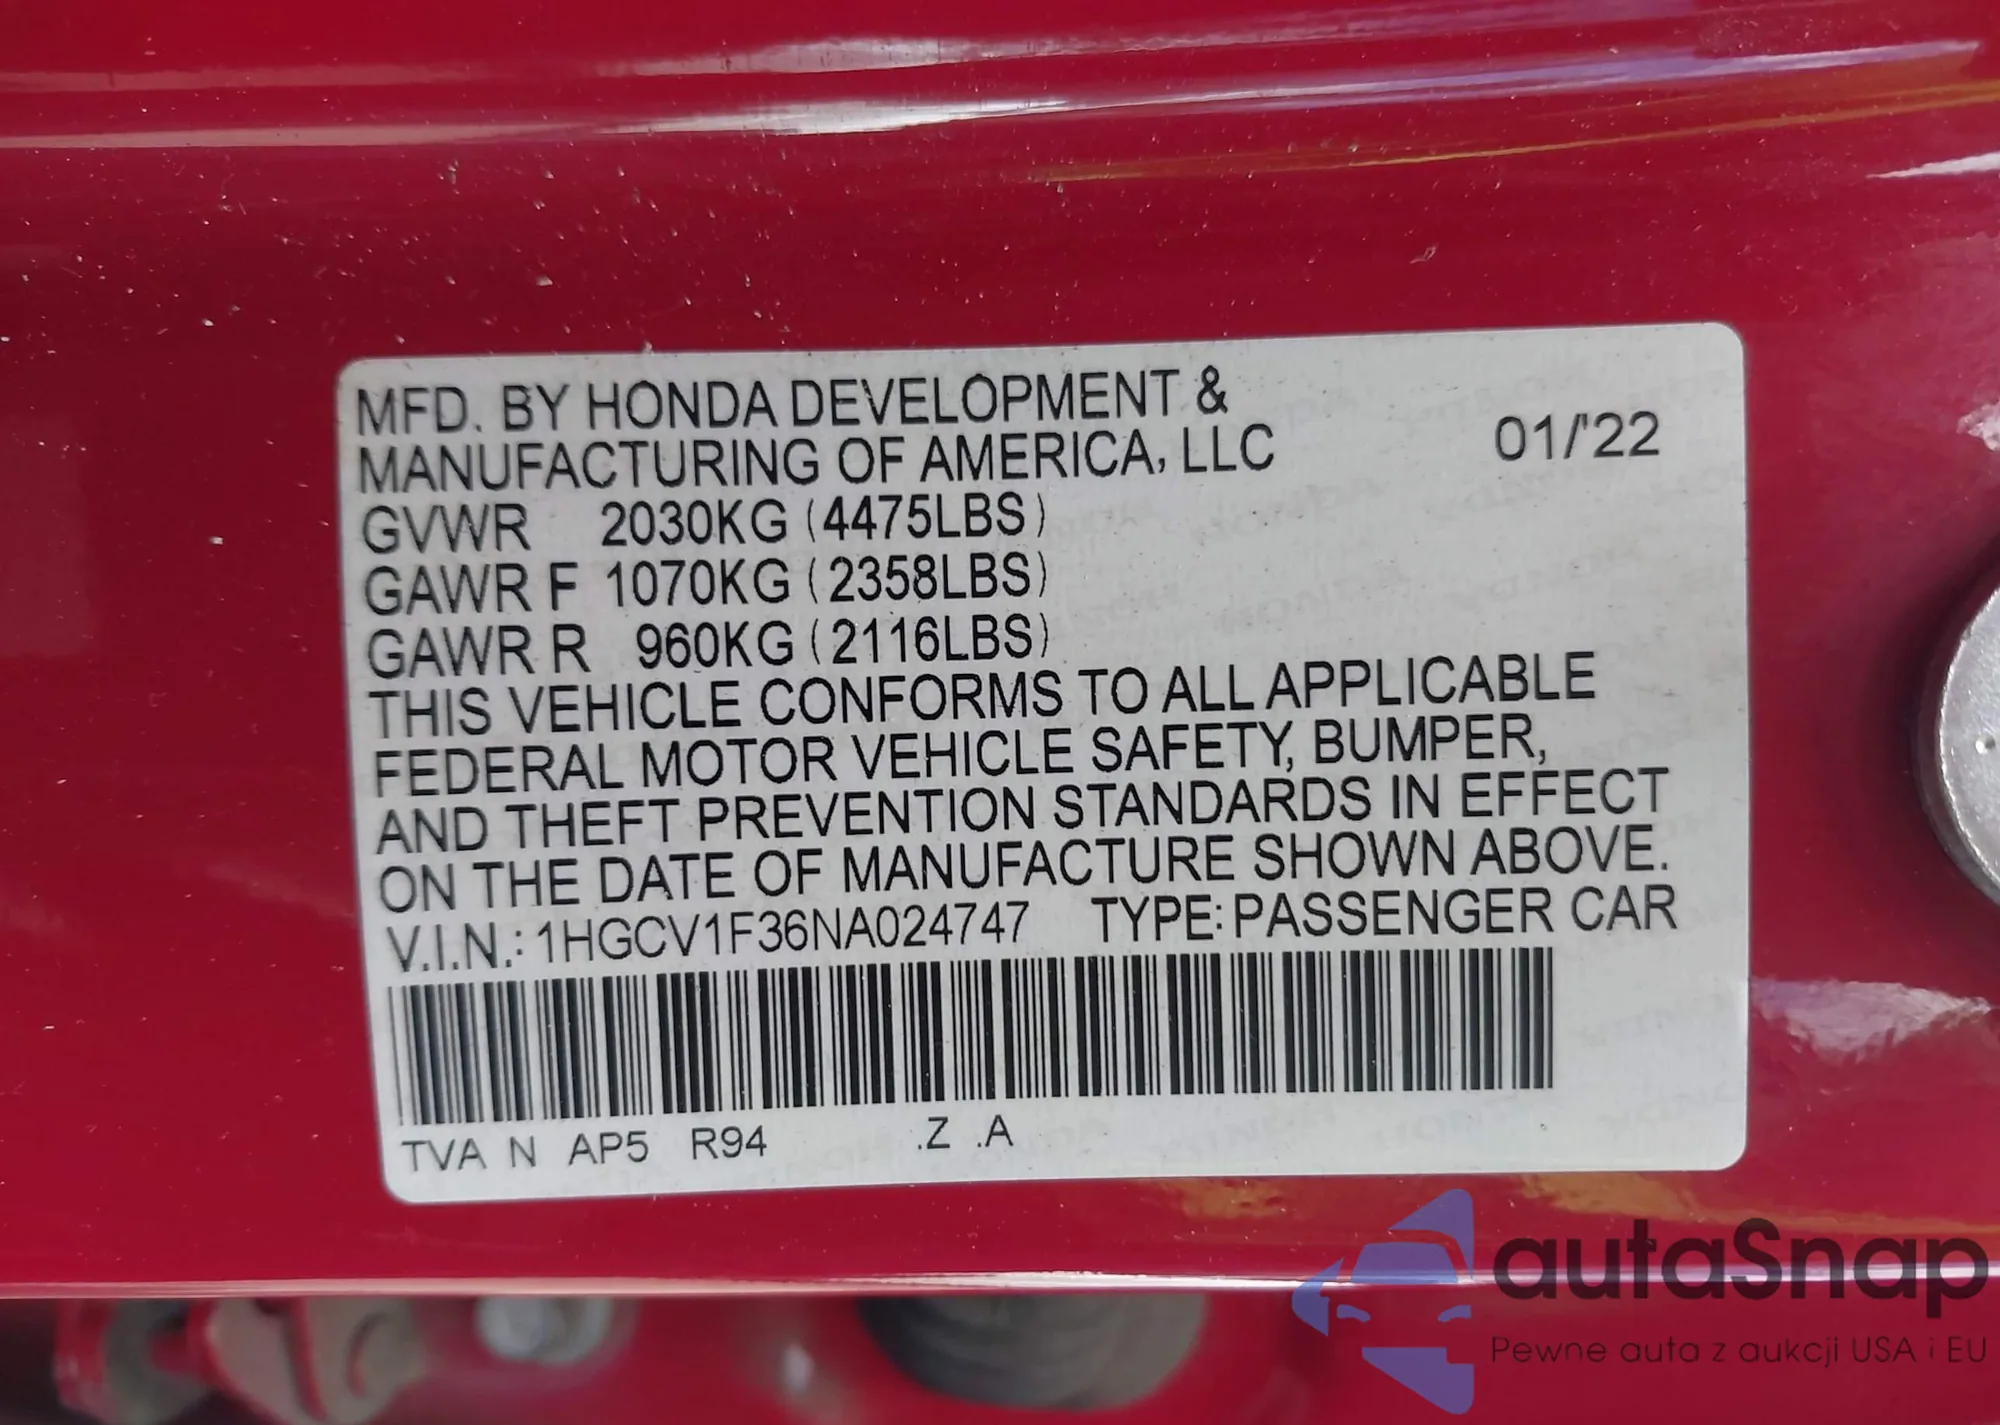 MFD. BY HONDA DEVELOPMENT &
MANUFACTURING OF AMERICA, LLC 01/'22
GVWR 2030KG (4475LBS)
GAWR F 1070KG (2358LBS)
GAWR R 960KG (2116LBS)
THIS VEHICLE CONFORMS TO ALL APPLICABLE
FEDERAL MOTOR VEHICLE SAFETY, BUMPER,
AND THEFT PREVENTION STANDARDS IN EFFECT
ON THE DATE OF MANUFACTURE SHOWN ABOVE.
V.I.N.: 1HGCV1F36NA024747 TYPE: PASSENGER CAR
TVA N AP5 R94 .Z .A
autaSnap
Pewne auta z aukcji USA i EU